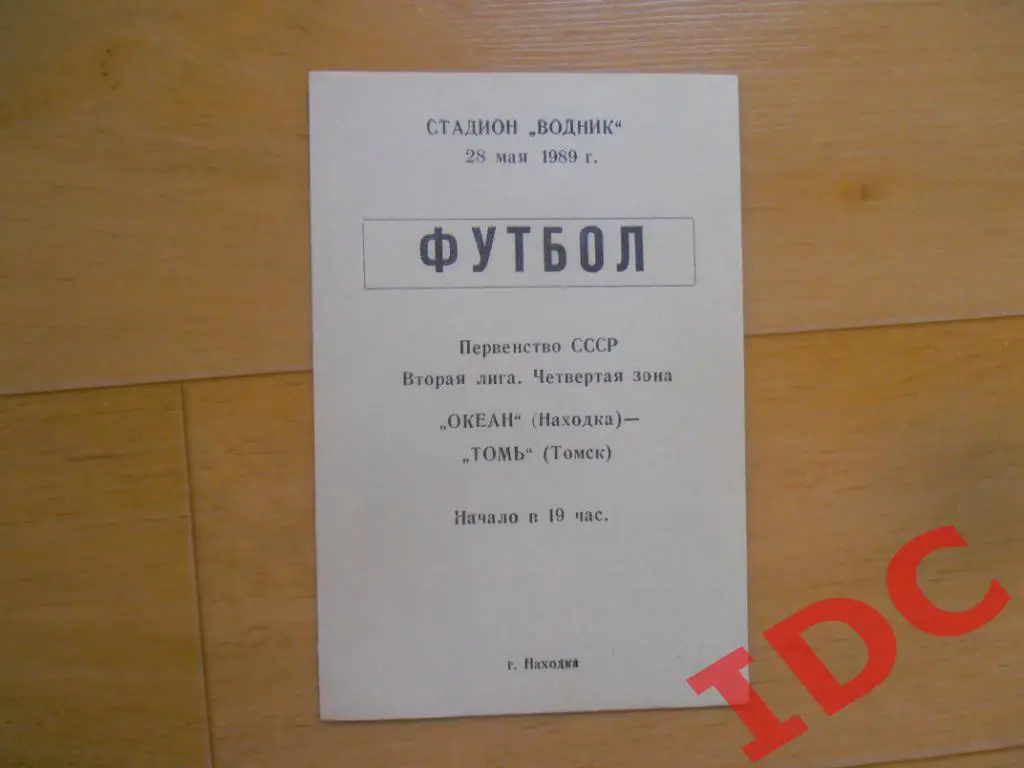 СТАДИОН „ВОДНИК“
28 мая 1989 г.
ФУТБОЛ
Первенство СССР
Вторая лига. Четвертая зона
„ОКЕАН“ (Находка)—
„ТОМЬ“ (Томск)
Начало в 19 час.
г. Находка
IDC